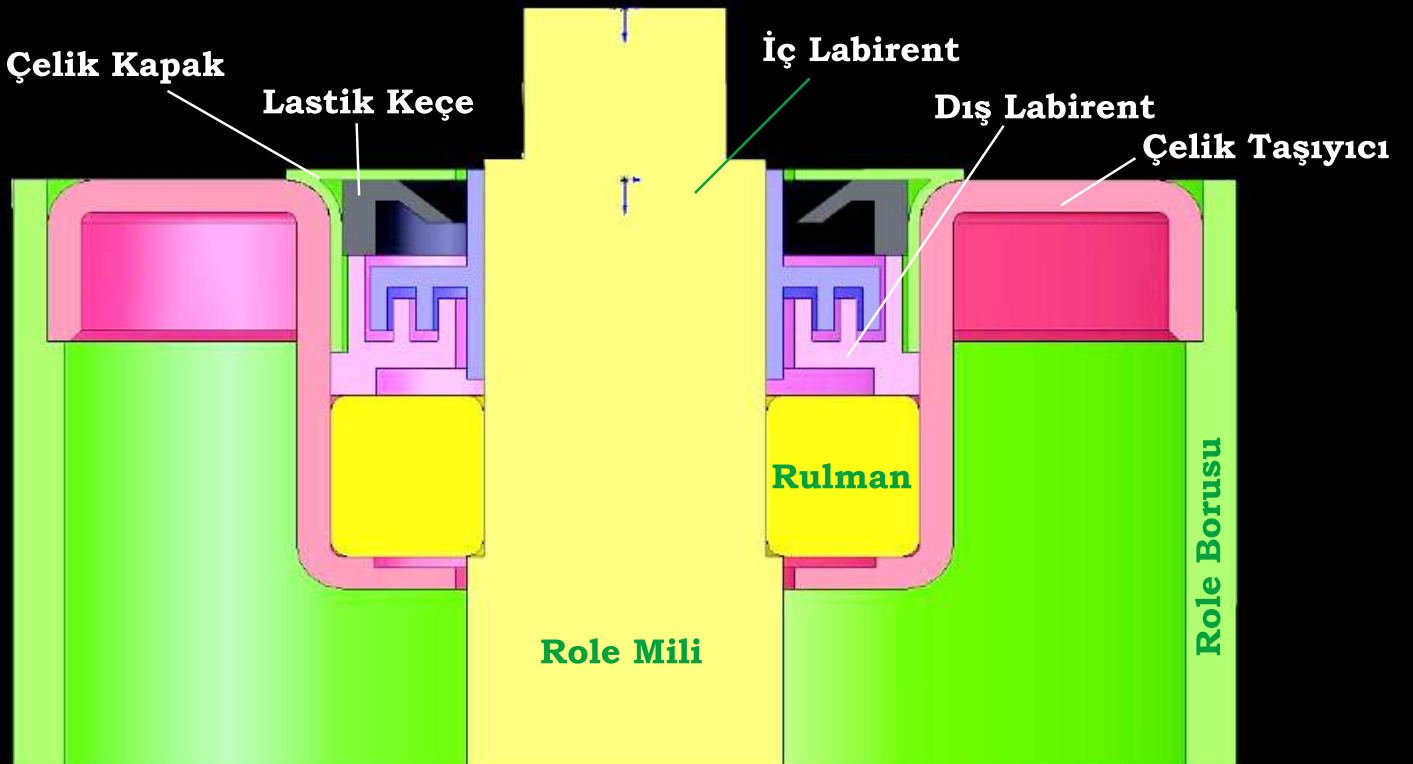 İç Labirent
Çelik Kapak
Lastik Keçe
Dış Labirent
Çelik Taşıyıcı
Rulman
Role Borusu
Role Mili